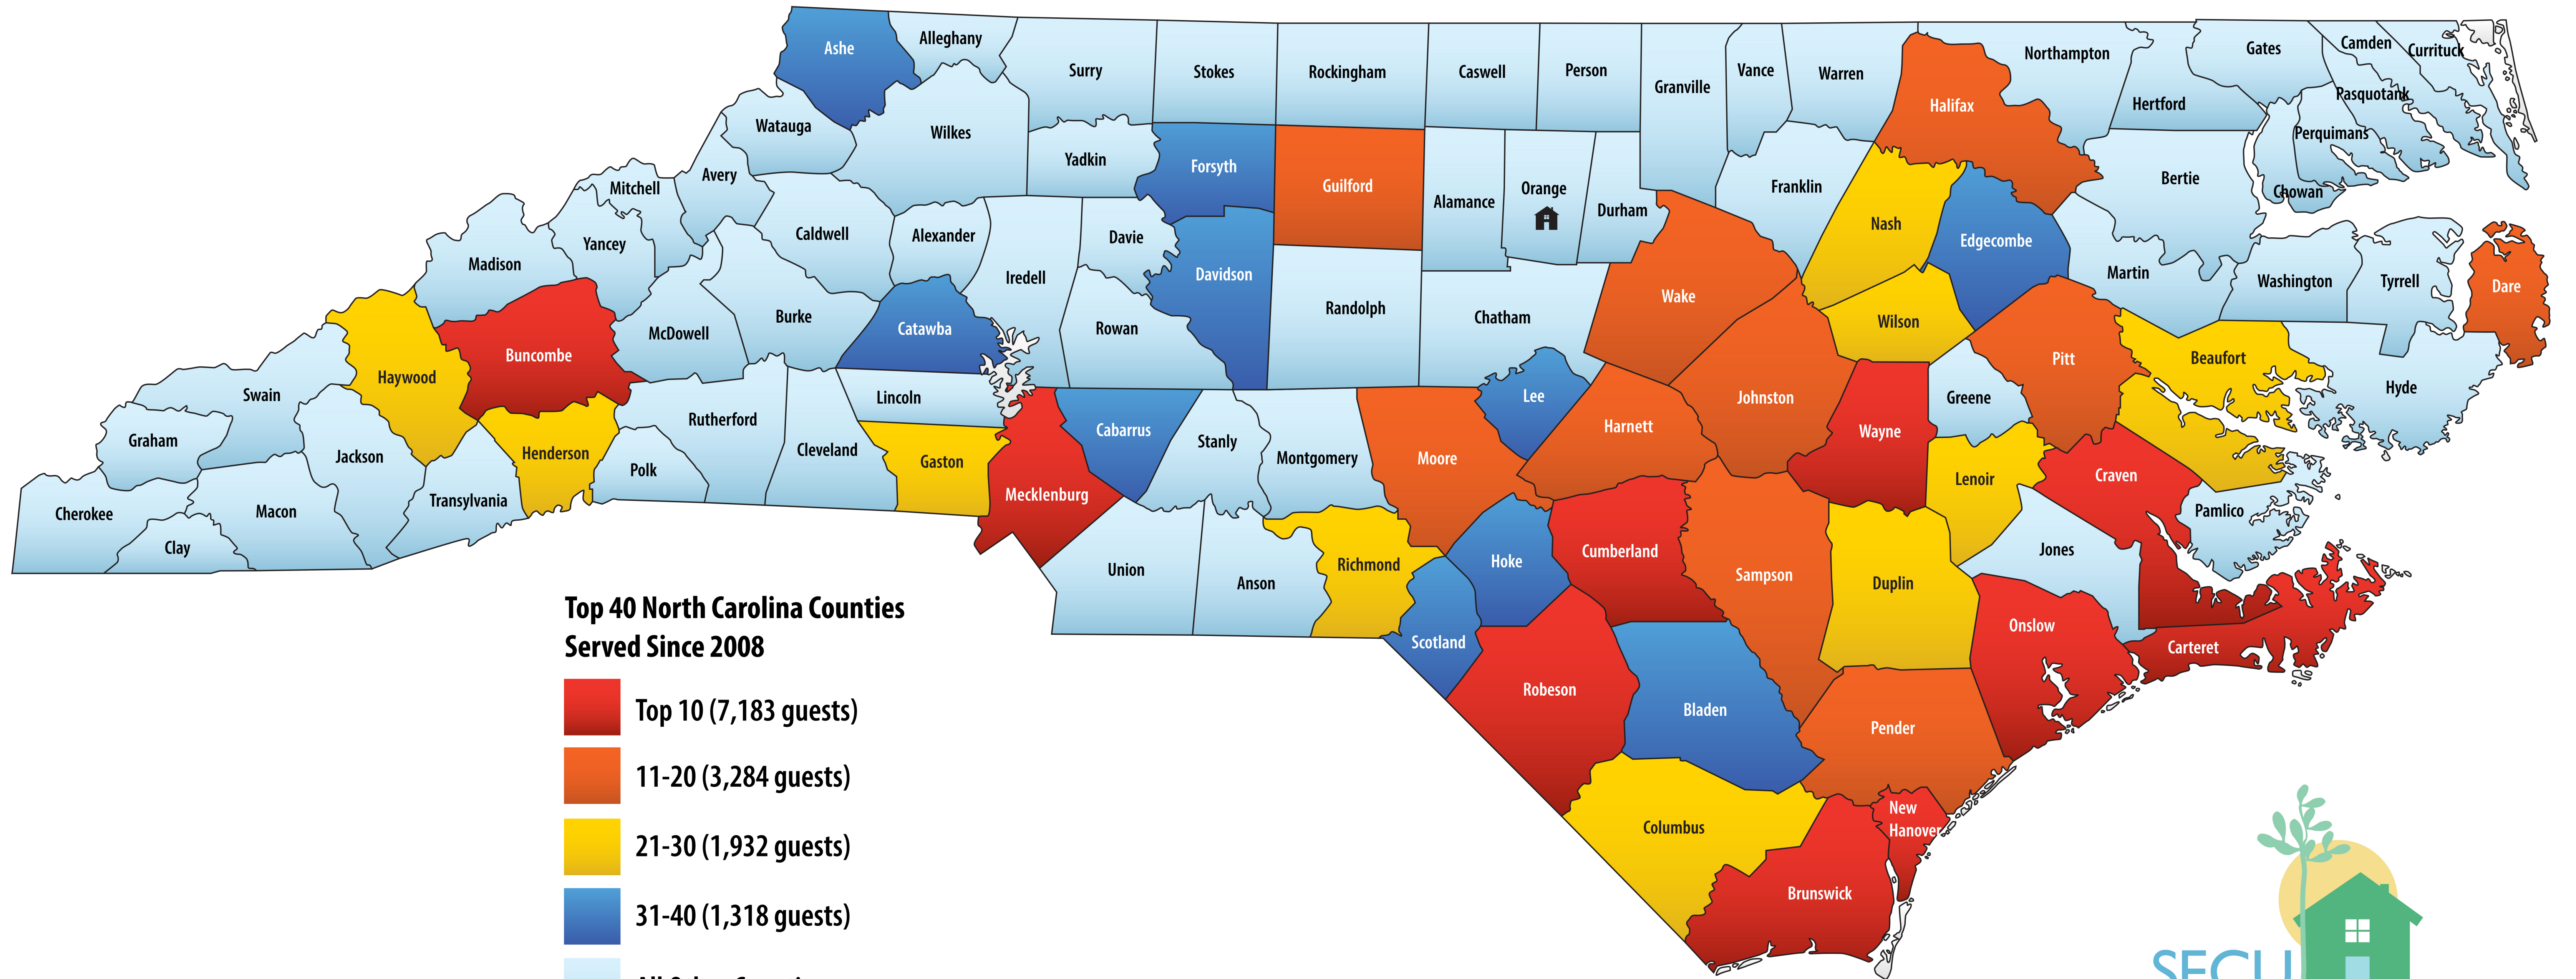 Ashe
Alleghany
Surry
Stokes
Rockingham
Caswell
Person
Granville
Vance
Warren
Halifax
Northampton
Hertford
Gates
Camden
Currituck
Pasquotank
Perquimans
Chowan
Watauga
Wilkes
Yadkin
Forsyth
Guilford
Alamance
Orange
Durham
Franklin
Nash
Edgecombe
Bertie
Martin
Washington
Tyrrell
Dare
Mitchell
Avery
Yancey
Madison
Caldwell
Alexander
Iredell
Davie
Davidson
Randolph
Chatham
Wake
Wilson
Pitt
Beaufort
Hyde
Haywood
Buncombe
McDowell
Burke
Catawba
Rowan
Swain
Graham
Jackson
Henderson
Polk
Rutherford
Cleveland
Lincoln
Gaston
Mecklenburg
Cabarrus
Stanly
Montgomery
Moore
Lee
Harnett
Johnston
Wayne
Greene
Lenoir
Craven
Pamlico
Cherokee
Clay
Macon
Transylvania
Union
Anson
Richmond
Hoke
Scotland
Cumberland
Sampson
Duplin
Jones
Onslow
Carteret
Robeson
Bladen
Pender
Columbus
New
Hanover
Brunswick
Top 40 North Carolina Counties
Served Since 2008
Top 10 (7,183 guests)
11-20 (3,284 guests)
21-30 (1,932 guests)
31-40 (1,318 guests)
SECU